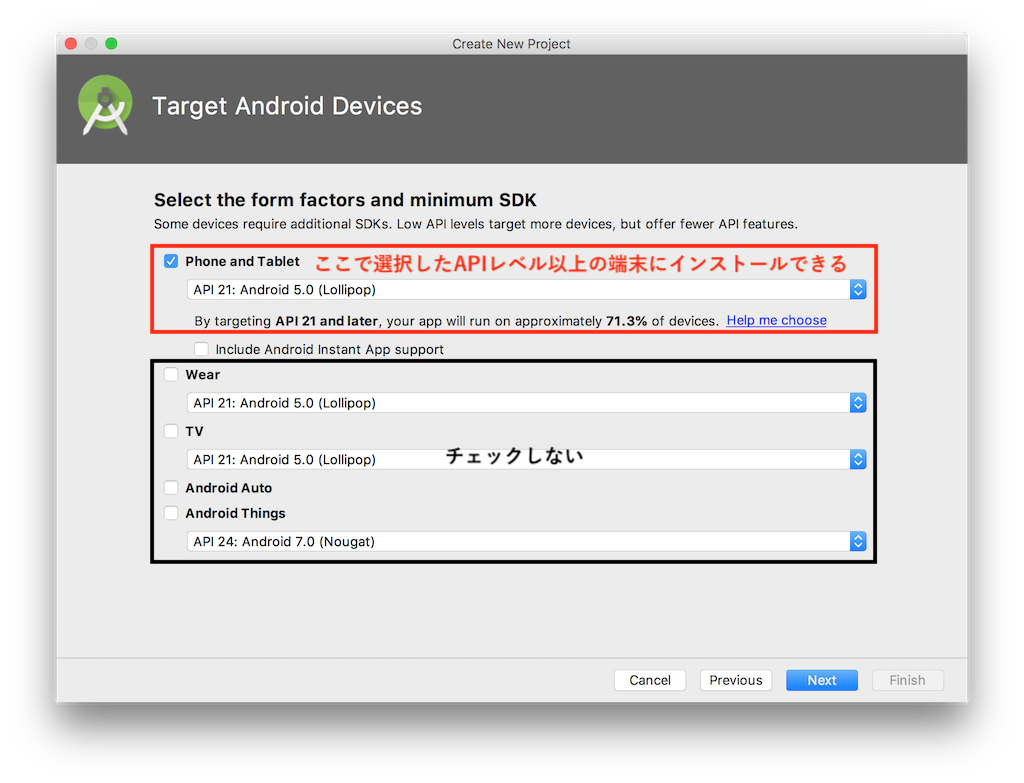 Create New Project
Target Android Devices
Select the form factors and minimum SDK
Some devices require additional SDKs. Low API levels target more devices, but offer fewer API features.
Phone and Tablet ここで選択したAPIレベル以上の端末にインストールできる
API 21: Android 5.0 (Lollipop)
By targeting API 21 and later, your app will run on approximately 71.3% of devices. Help me choose
Include Android Instant App support
Wear
API 21: Android 5.0 (Lollipop)
TV
API 21: Android 5.0 (Lollipop) チェックしない
Android Auto
Android Things
API 24: Android 7.0 (Nougat)
Cancel Previous Next Finish